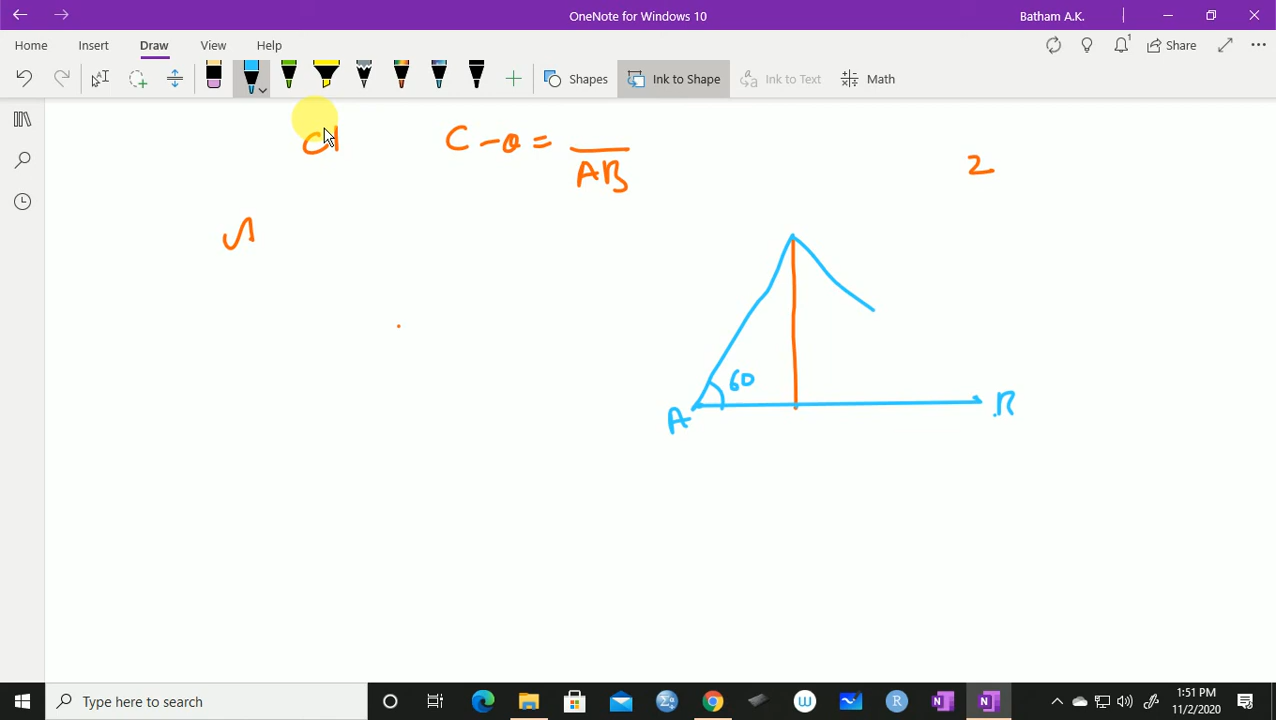 OneNote for Windows 10
Batham A.K.
Home Insert Draw View Help
Share
Shapes Ink to Shape Ink to Text Math
C - θ =
AB
2
60
A
B
Type here to search
1:51 PM
11/2/2020